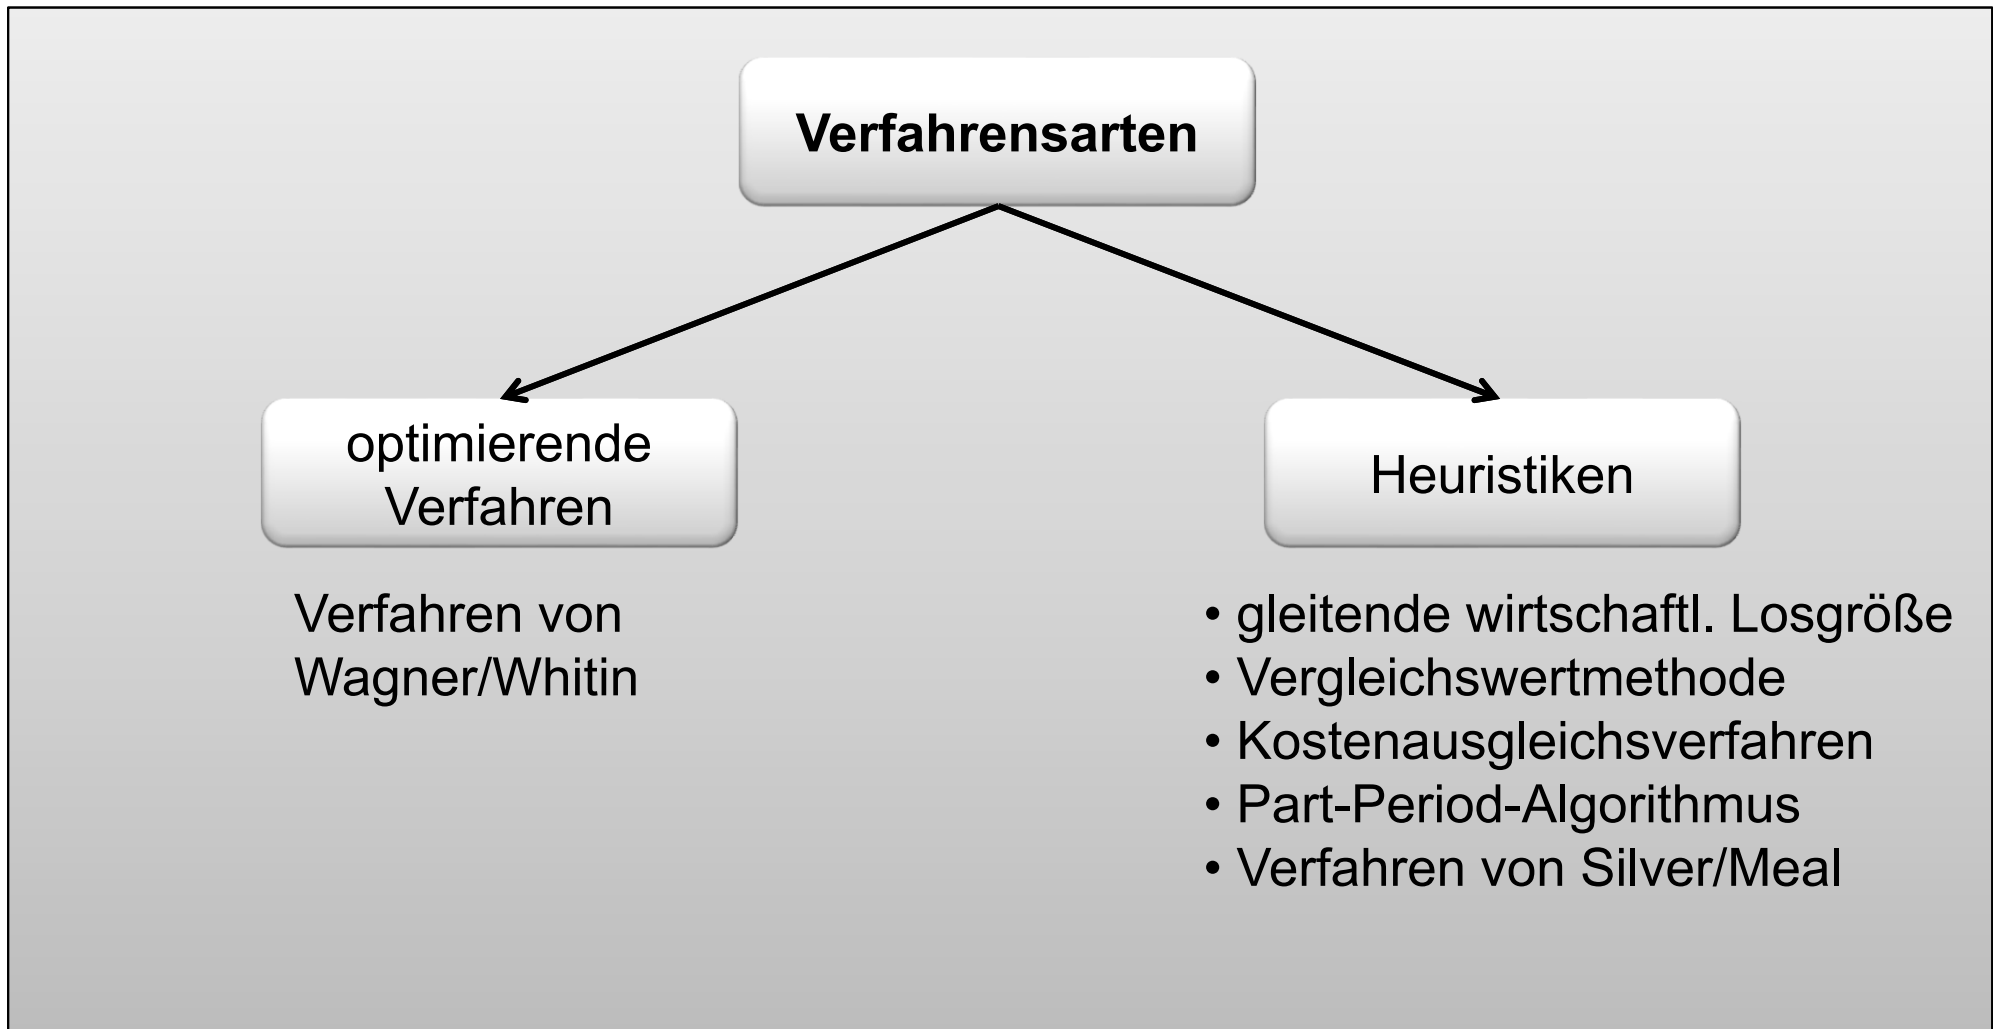 Verfahrensarten
optimierende
Verfahren
Heuristiken
Verfahren von
Wagner/Whitin
• gleitende wirtschaftl. Losgröße
• Vergleichswertmethode
• Kostenausgleichsverfahren
• Part-Period-Algorithmus
• Verfahren von Silver/Meal